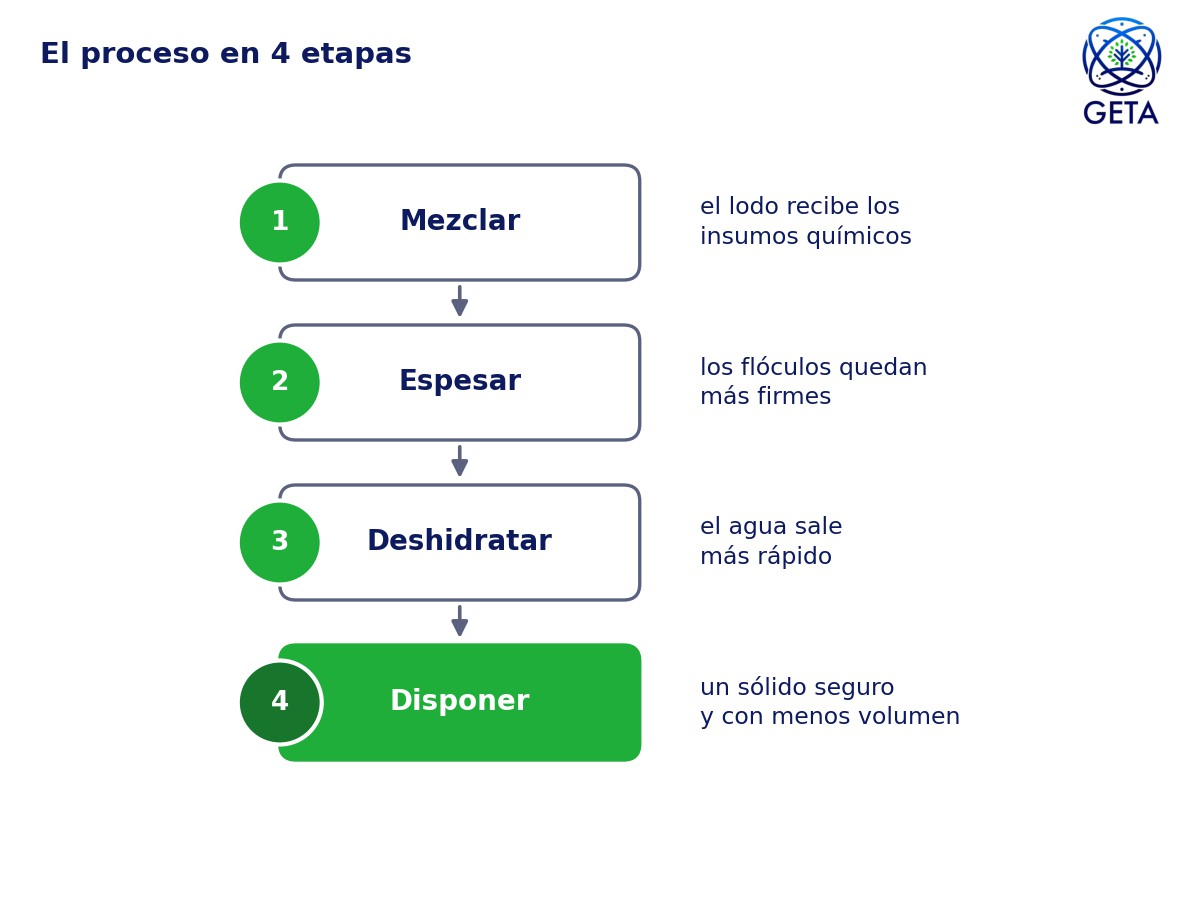 El proceso en 4 etapas
GETA
1
Mezclar
el lodo recibe los
insumos químicos
2
Espesar
los flóculos quedan
más firmes
3
Deshidratar
el agua sale
más rápido
4
Disponer
un sólido seguro
y con menos volumen